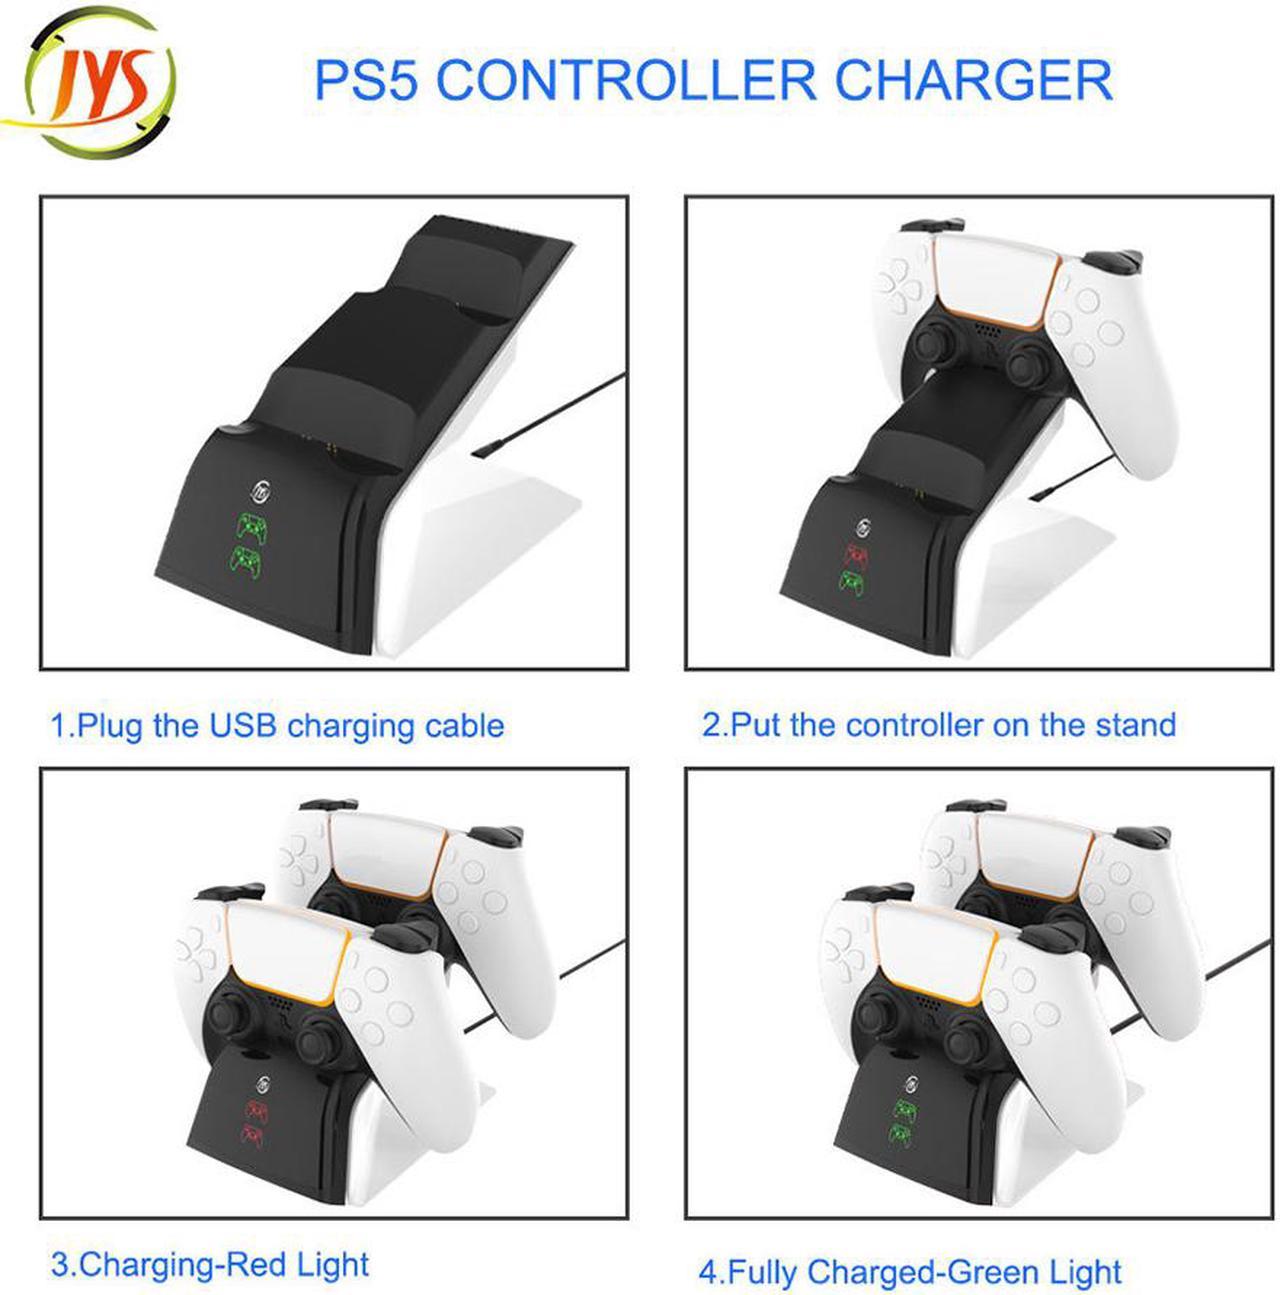 JYS
PS5 CONTROLLER CHARGER
1.Plug the USB charging cable
2.Put the controller on the stand
3.Charging-Red Light
4.Fully Charged-Green Light